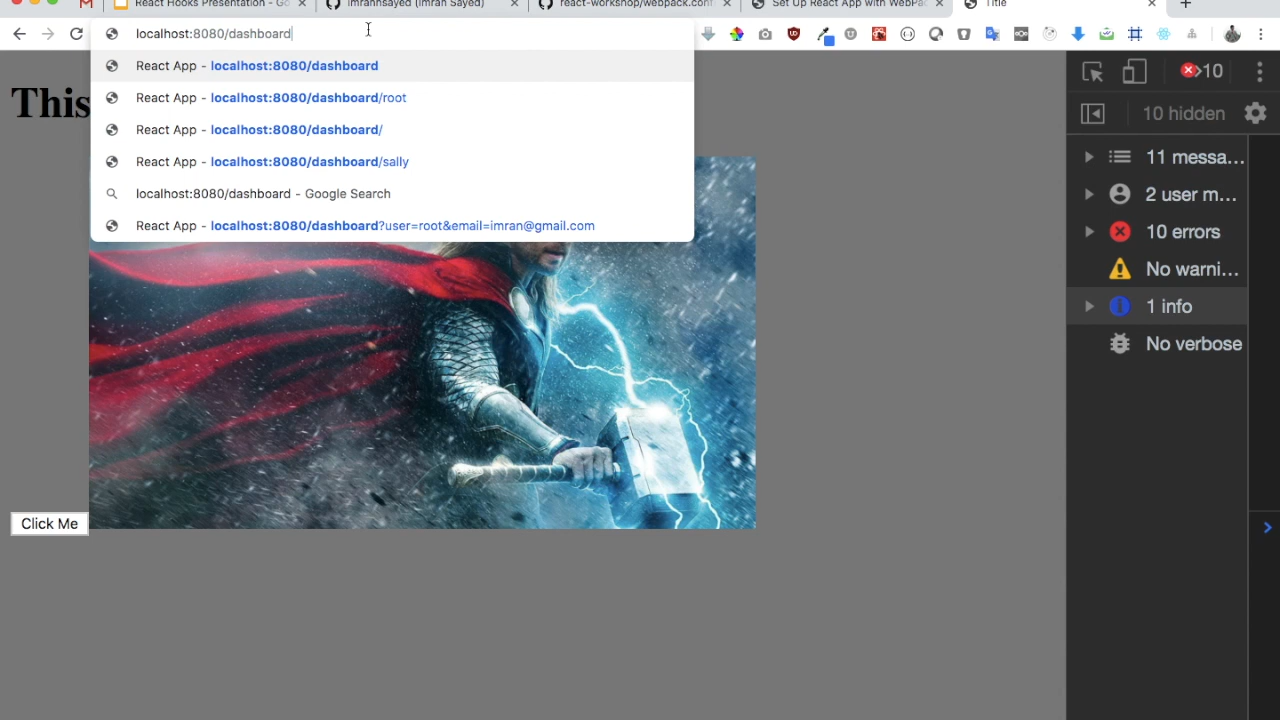 React Hooks Presentation - Go
imrannsayed (Imran Sayed)
react-workshop/webpack.conf
Set Up React App with WebPac
Title
localhost:8080/dashboard
React App - localhost:8080/dashboard
React App - localhost:8080/dashboard/root
React App - localhost:8080/dashboard/
React App - localhost:8080/dashboard/sally
localhost:8080/dashboard - Google Search
React App - localhost:8080/dashboard?user=root&email=imran@gmail.com
This
Click Me
10
10 hidden
11 messa...
2 user m...
10 errors
No warni...
1 info
No verbose